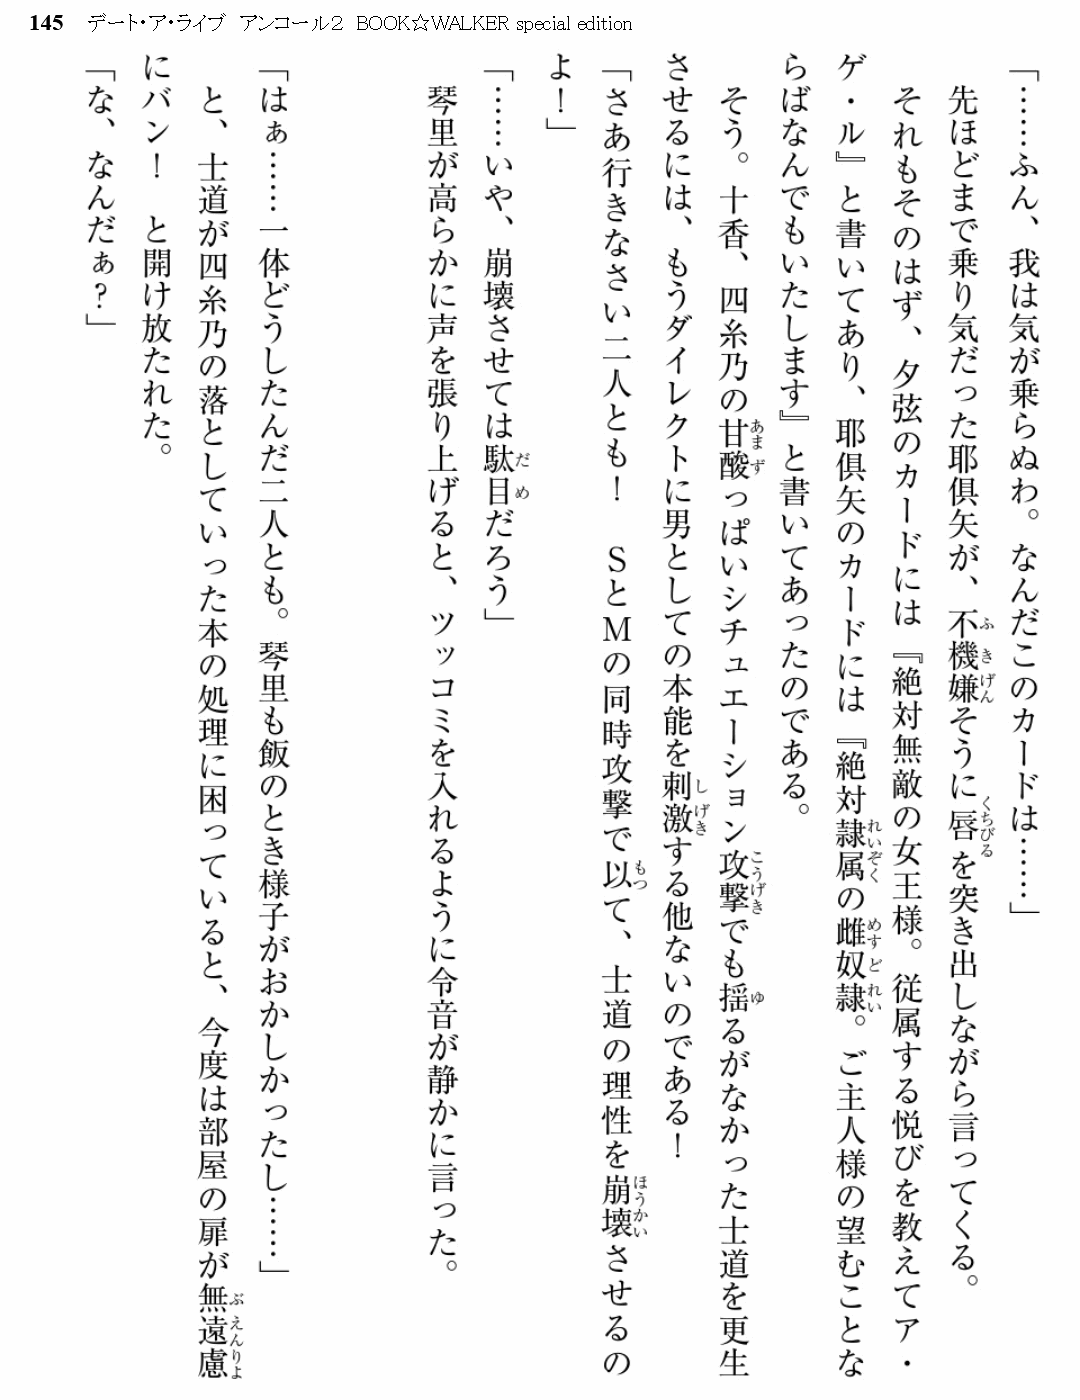 145 デート・ア・ライブ アンコール2 BOOK☆WALKER special edition
「……ふん、我は気が乗らぬわ。なんだこのカードは……」
先ほどまで乗り気だった耶倶矢が、不機嫌そうに唇を突き出しながら言ってくる。
それもそのはず、夕弦のカードには『絶対無敵の女王様。従属する悦びを教えてア・
ゲ・ル』と書いてあり、耶倶矢のカードには『絶対隷属の雌奴隷。ご主人様の望むことな
らばなんでもいたします』と書いてあったのである。
そう。十香、四糸乃の甘酸っぱいシチュエーション攻撃でも揺るがなかった士道を更生
させるには、もうダイレクトに男としての本能を刺激する他ないのである!
「さあ行きなさい二人とも! SとMの同時攻撃で以て、士道の理性を崩壊させるの
よ!」
「……いや、崩壊させては駄目だろう」
琴里が高らかに声を張り上げると、ツッコミを入れるように令音が静かに言った。
「はぁ……一体どうしたんだ二人とも。琴里も飯のとき様子がおかしかったし……」
と、士道が四糸乃の落としていった本の処理に困っていると、今度は部屋の扉が無遠慮
にバン! と開け放たれた。
「な、なんだぁ?」